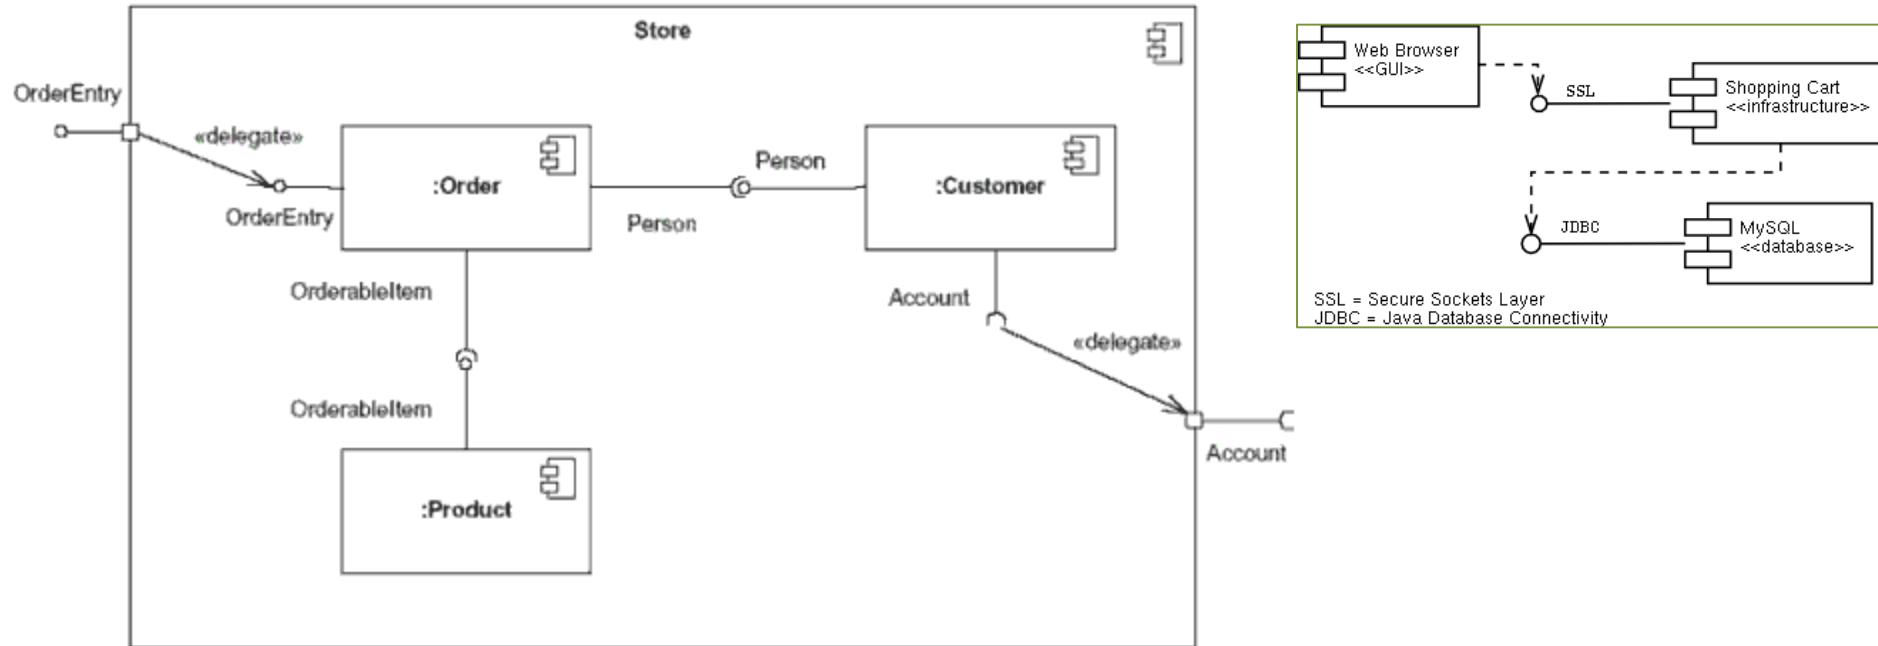 Store
OrderEntry
«delegate»
:Order
OrderEntry
Person
Person
:Customer
OrderableItem
OrderableItem
:Product
Account
«delegate»
Account
Web Browser
<<GUI>>
SSL
Shopping Cart
<<infrastructure>>
JDBC
MySQL
<<database>>
SSL = Secure Sockets Layer
JDBC = Java Database Connectivity